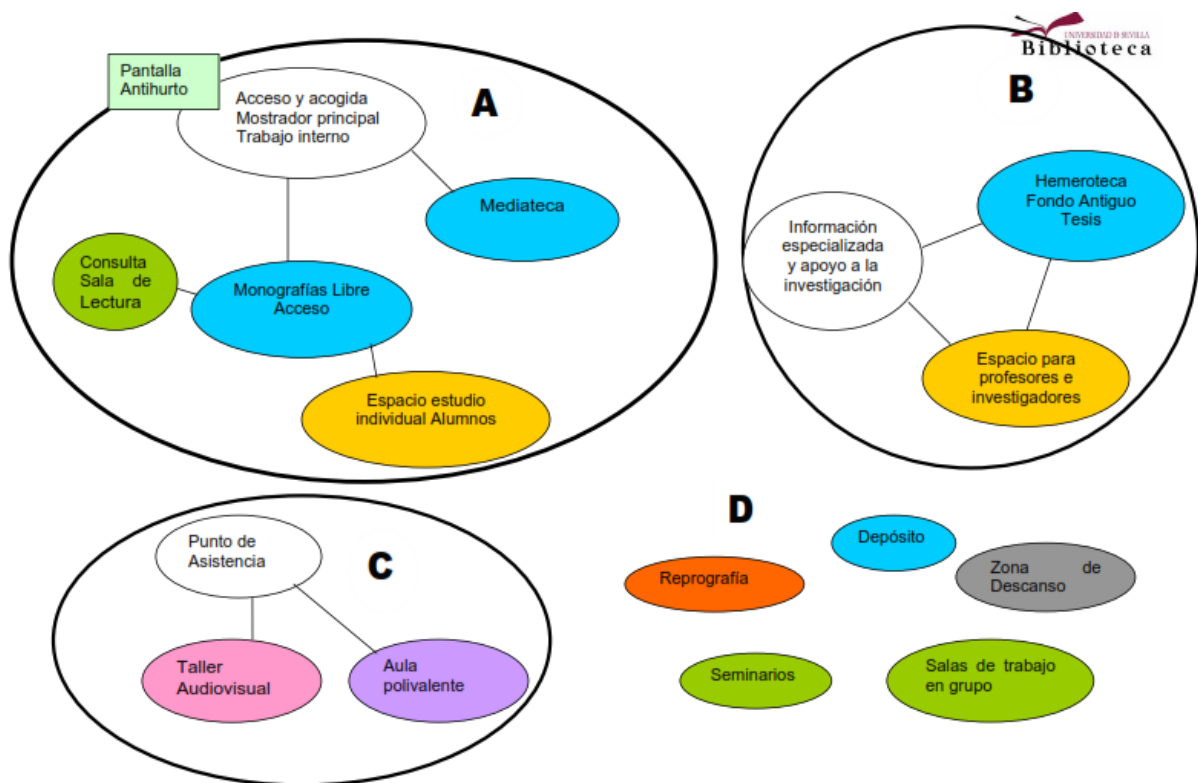 UNIVERSIDAD D SEVILLA
Biblioteca
Pantalla
Antihurto
Acceso y acogida
Mostrador principal
Trabajo interno
A
Mediateca
Consulta
Sala de
Lectura
Monografías Libre
Acceso
Espacio estudio
individual Alumnos
B
Hemeroteca
Fondo Antiguo
Tesis
Información
especializada
y apoyo a la
investigación
Espacio para
profesores e
investigadores
C
Punto de
Asistencia
Taller
Audiovisual
Aula
polivalente
D
Depósito
Reprografía
Zona de
Descanso
Seminarios
Salas de trabajo
en grupo